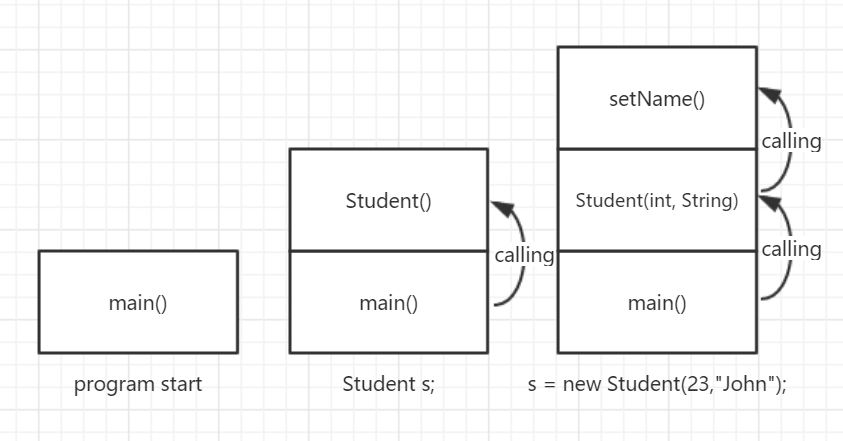 setName()
calling
Student()
Student(int, String)
calling
calling
main()
main()
main()
program start
Student s;
s = new Student(23,"John");